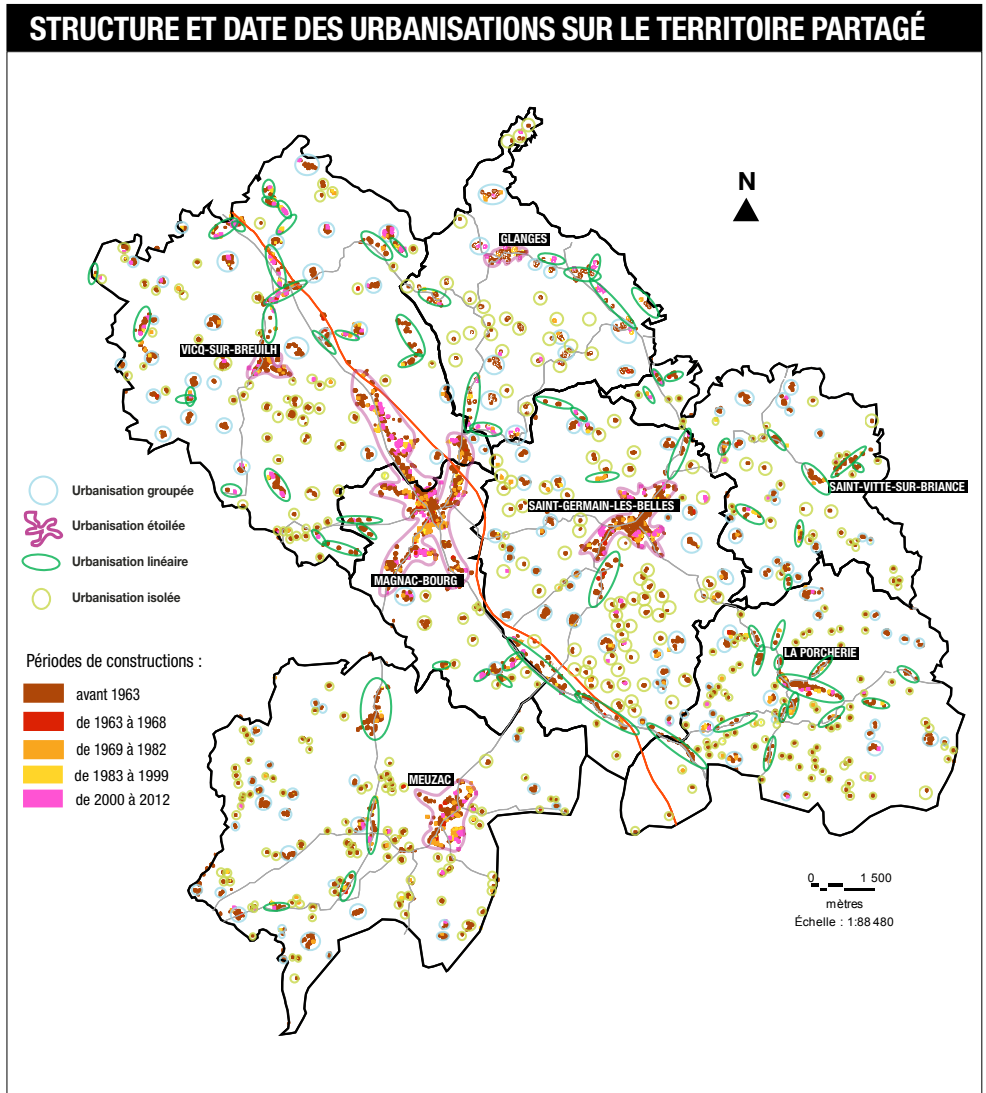 STRUCTURE ET DATE DES URBANISATIONS SUR LE TERRITOIRE PARTAGÉ
N
GLANGES
VICQ-SUR-BREUILH
SAINT-VITTE-SUR-BRIANCE
SAINT-GERMAIN-LES-BELLES
MAGNAC-BOURG
LA PORCHERIE
MEUZAC
Urbanisation groupée
Urbanisation étoilée
Urbanisation linéaire
Urbanisation isolée
Périodes de constructions :
avant 1963
de 1963 à 1968
de 1969 à 1982
de 1983 à 1999
de 2000 à 2012
0 1 500
mètres
Échelle : 1:88 480